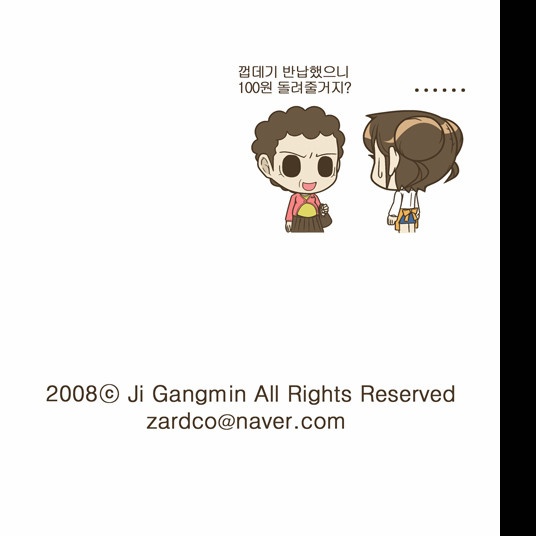 껍데기 반납했으니
100원 돌려줄거지?
......
2008ⓒ Ji Gangmin All Rights Reserved
zardco@naver.com